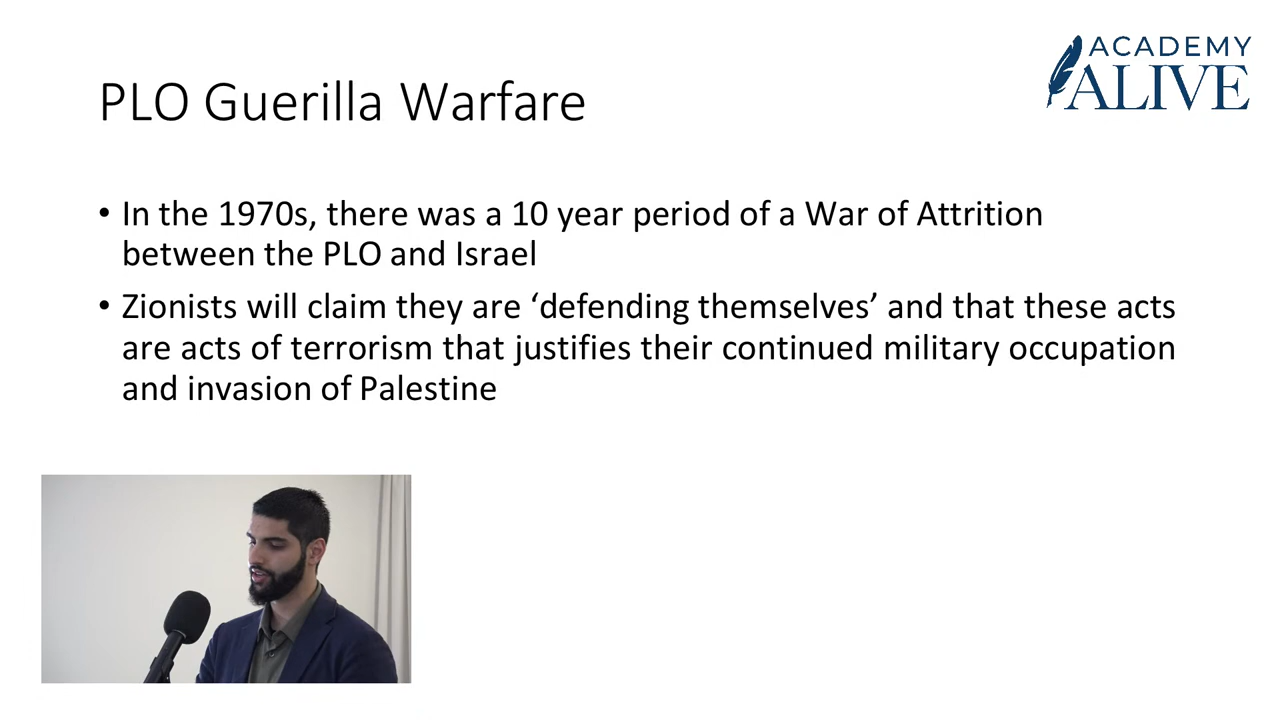 ACADEMY
ALIVE
PLO Guerilla Warfare
• In the 1970s, there was a 10 year period of a War of Attrition
between the PLO and Israel
• Zionists will claim they are ‘defending themselves’ and that these acts
are acts of terrorism that justifies their continued military occupation
and invasion of Palestine